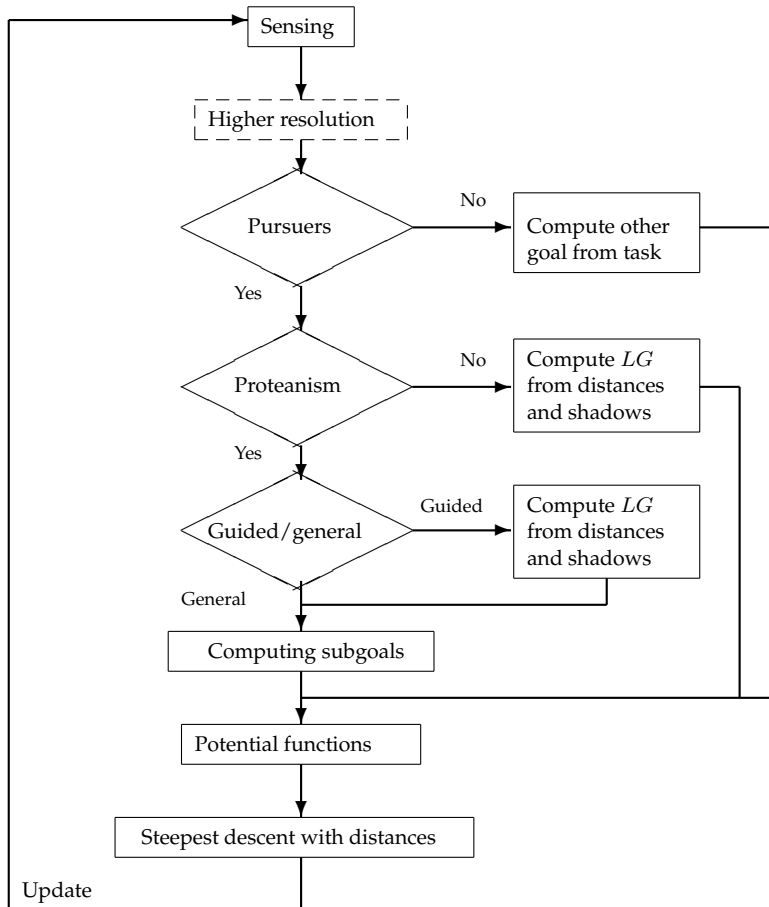 Sensing
Higher resolution
Pursuers
No
Compute other
goal from task
Yes
Proteanism
No
Compute LG
from distances
and shadows
Yes
Guided/general
Guided
Compute LG
from distances
and shadows
General
Computing subgoals
Potential functions
Steepest descent with distances
Update